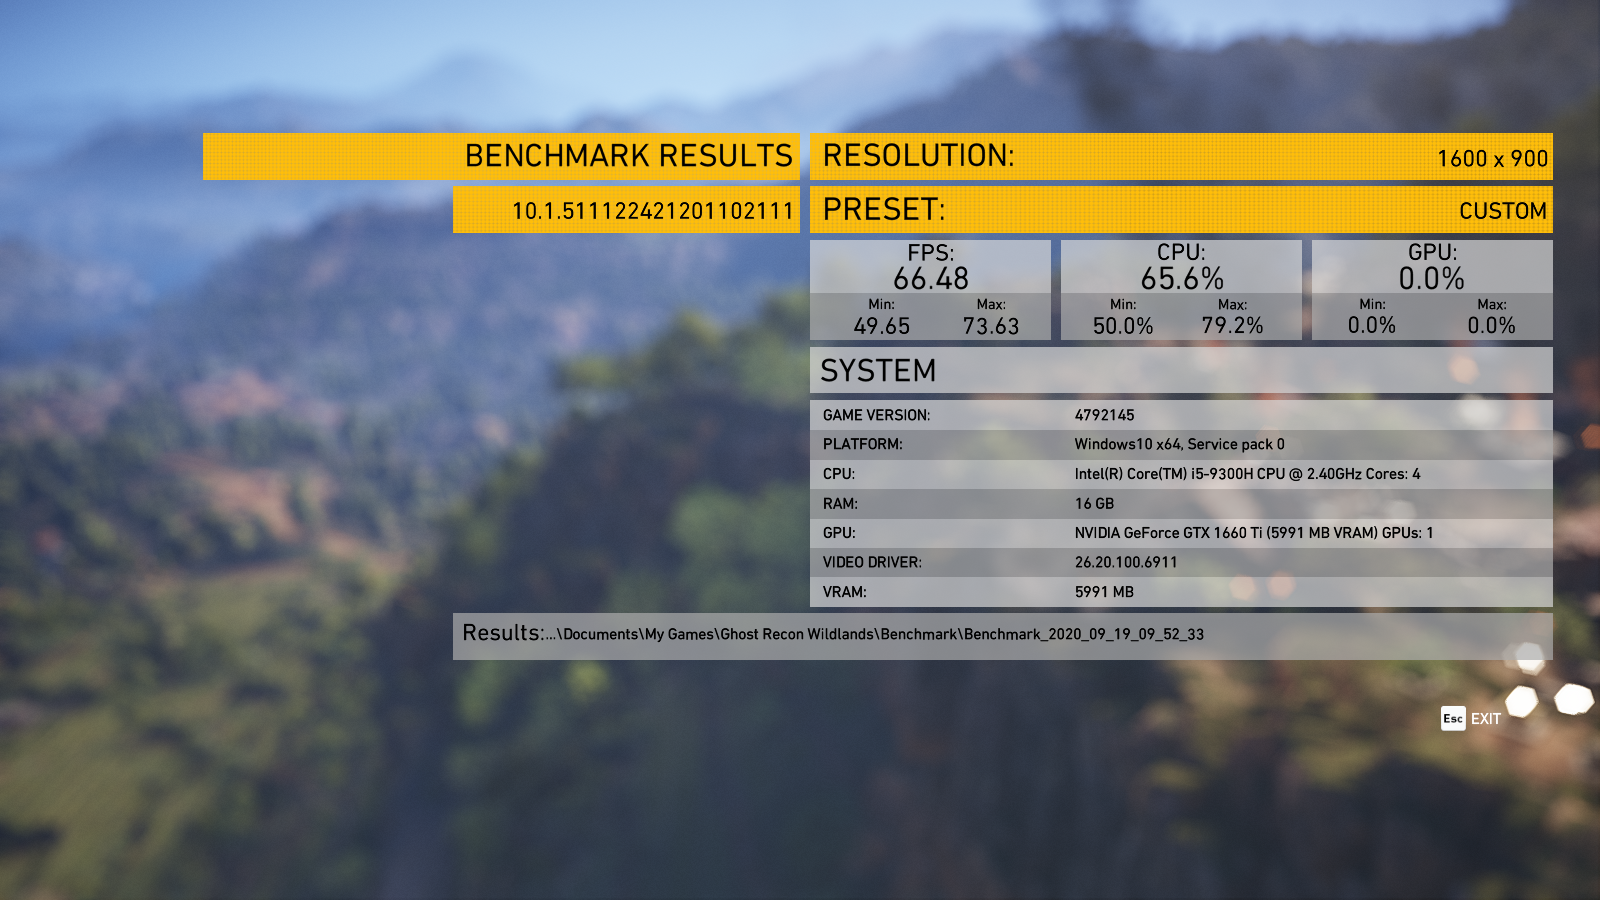 BENCHMARK RESULTS
10.1.511122421201102111
RESOLUTION: 1600 x 900
PRESET: CUSTOM
FPS: CPU: GPU:
66.48 65.6% 0.0%
Min: Max: Min: Max: Min: Max:
49.65 73.63 50.0% 79.2% 0.0% 0.0%
SYSTEM
GAME VERSION: 4792145
PLATFORM: Windows10 x64, Service pack 0
CPU: Intel(R) Core(TM) i5-9300H CPU @ 2.40GHz Cores: 4
RAM: 16 GB
GPU: NVIDIA GeForce GTX 1660 Ti (5991 MB VRAM) GPUs: 1
VIDEO DRIVER: 26.20.100.6911
VRAM: 5991 MB
Results:...\Documents\My Games\Ghost Recon Wildlands\Benchmark\Benchmark_2020_09_19_09_52_33
Esc EXIT